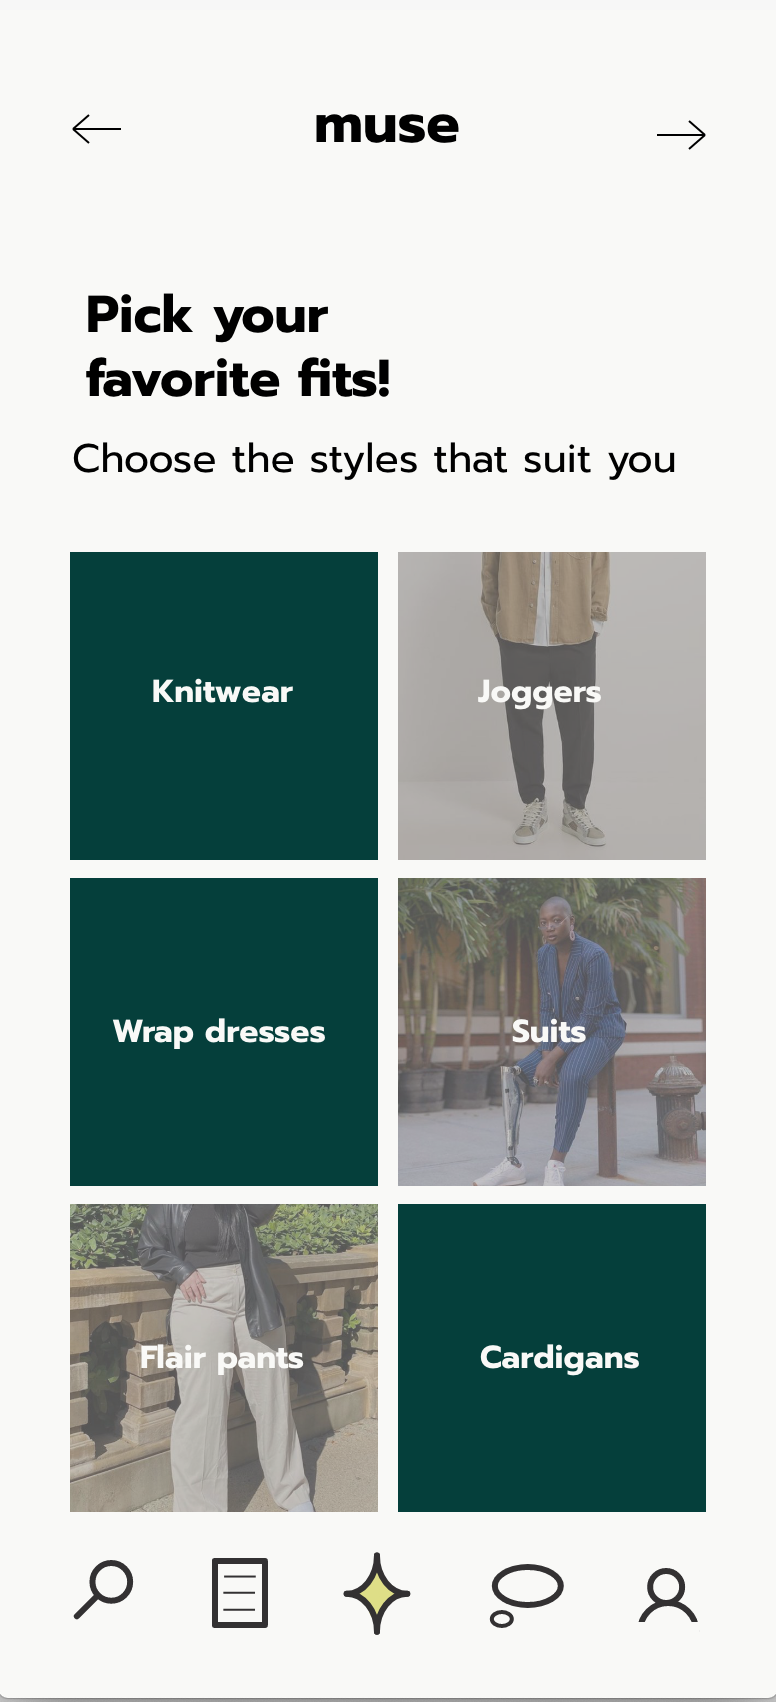 muse
Pick your
favorite fits!
Choose the styles that suit you
Knitwear
Joggers
Wrap dresses
Suits
Flair pants
Cardigans